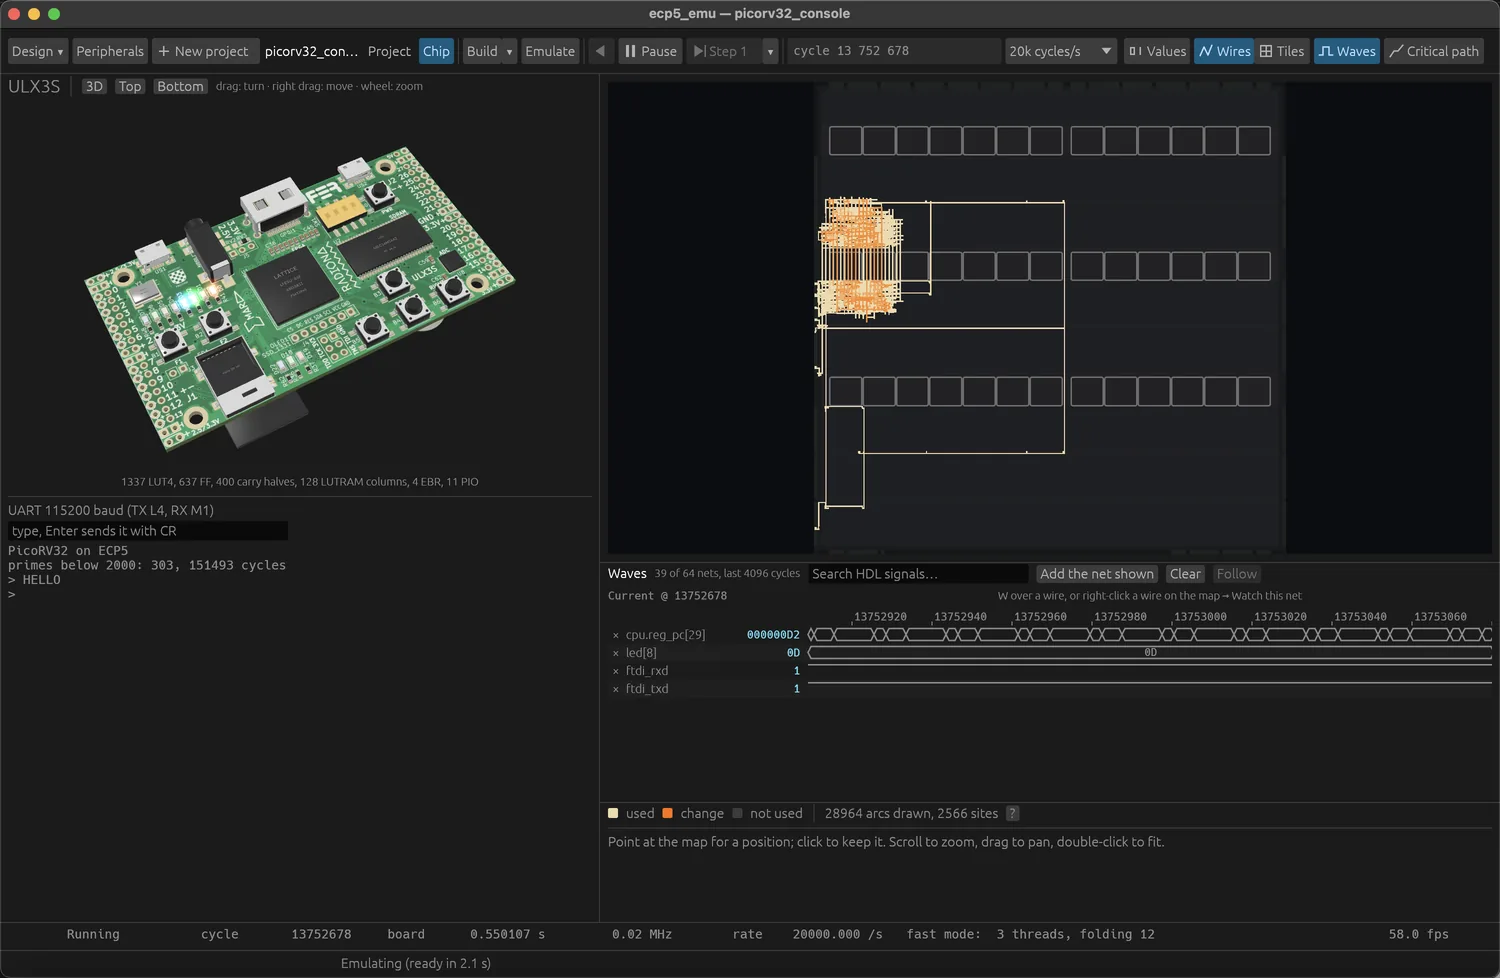 ecp5_emu — picorv32_console
Design ▾ Peripherals + New project picorv32_con... Project Chip Build ▾ Emulate Pause Step 1 ▾ cycle 13 752 678 20k cycles/s Values Wires Tiles Waves Critical path
ULX3S 3D Top Bottom drag: turn · right drag: move · wheel: zoom
FER
LATTICE
RADIONA
ULX3S
J1
1337 LUT4, 637 FF, 400 carry halves, 128 LUTRAM columns, 4 EBR, 11 PIO
UART 115200 baud (TX L4, RX M1)
type, Enter sends it with CR
PicoRV32 on ECP5
primes below 2000: 303, 151493 cycles
> HELLO
>
Waves 39 of 64 nets, last 4096 cycles Search HDL signals... Add the net shown Clear Follow
Current @ 13752678 W over a wire, or right-click a wire on the map → Watch this net
13752920 13752940 13752960 13752980 13753000 13753020 13753040 13753060
× cpu.reg_pc[29] 000000D2
× led[8] 0D 0D
× ftdi_rxd 1
× ftdi_txd 1
used change not used 28964 arcs drawn, 2566 sites ?
Point at the map for a position; click to keep it. Scroll to zoom, drag to pan, double-click to fit.
Running cycle 13752678 board 0.550107 s 0.02 MHz rate 20000.000 /s fast mode: 3 threads, folding 12 58.0 fps
Emulating (ready in 2.1 s)